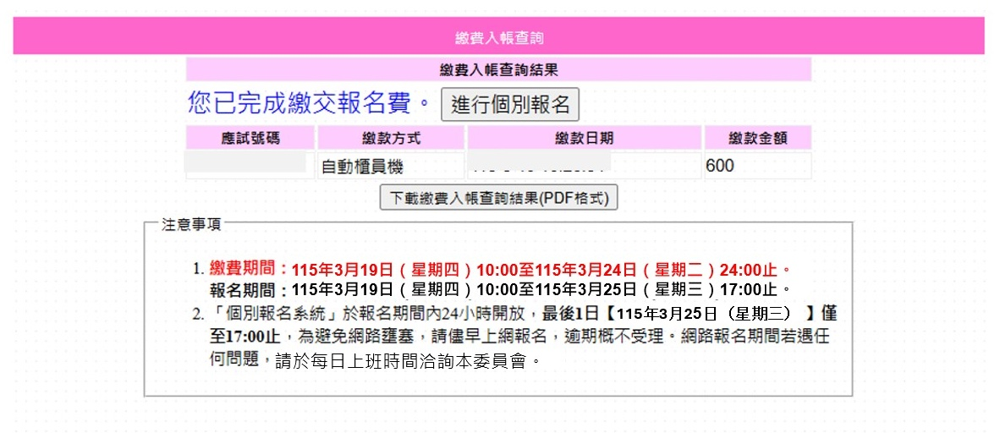 繳費入帳查詢
繳費入帳查詢結果
您已完成繳交報名費。 進行個別報名
應試號碼 繳款方式 繳款日期 繳款金額
自動櫃員機 600
下載繳費入帳查詢結果(PDF格式)
注意事項
1. 繳費期間：115年3月19日（星期四）10:00至115年3月24日（星期二）24:00止。
報名期間：115年3月19日（星期四）10:00至115年3月25日（星期三）17:00止。
2. 「個別報名系統」於報名期間內24小時開放，最後1日【115年3月25日（星期三） 】僅
至17:00止，為避免網路壅塞，請儘早上網報名，逾期概不受理。網路報名期間若遇任
何問題，請於每日上班時間洽詢本委員會。